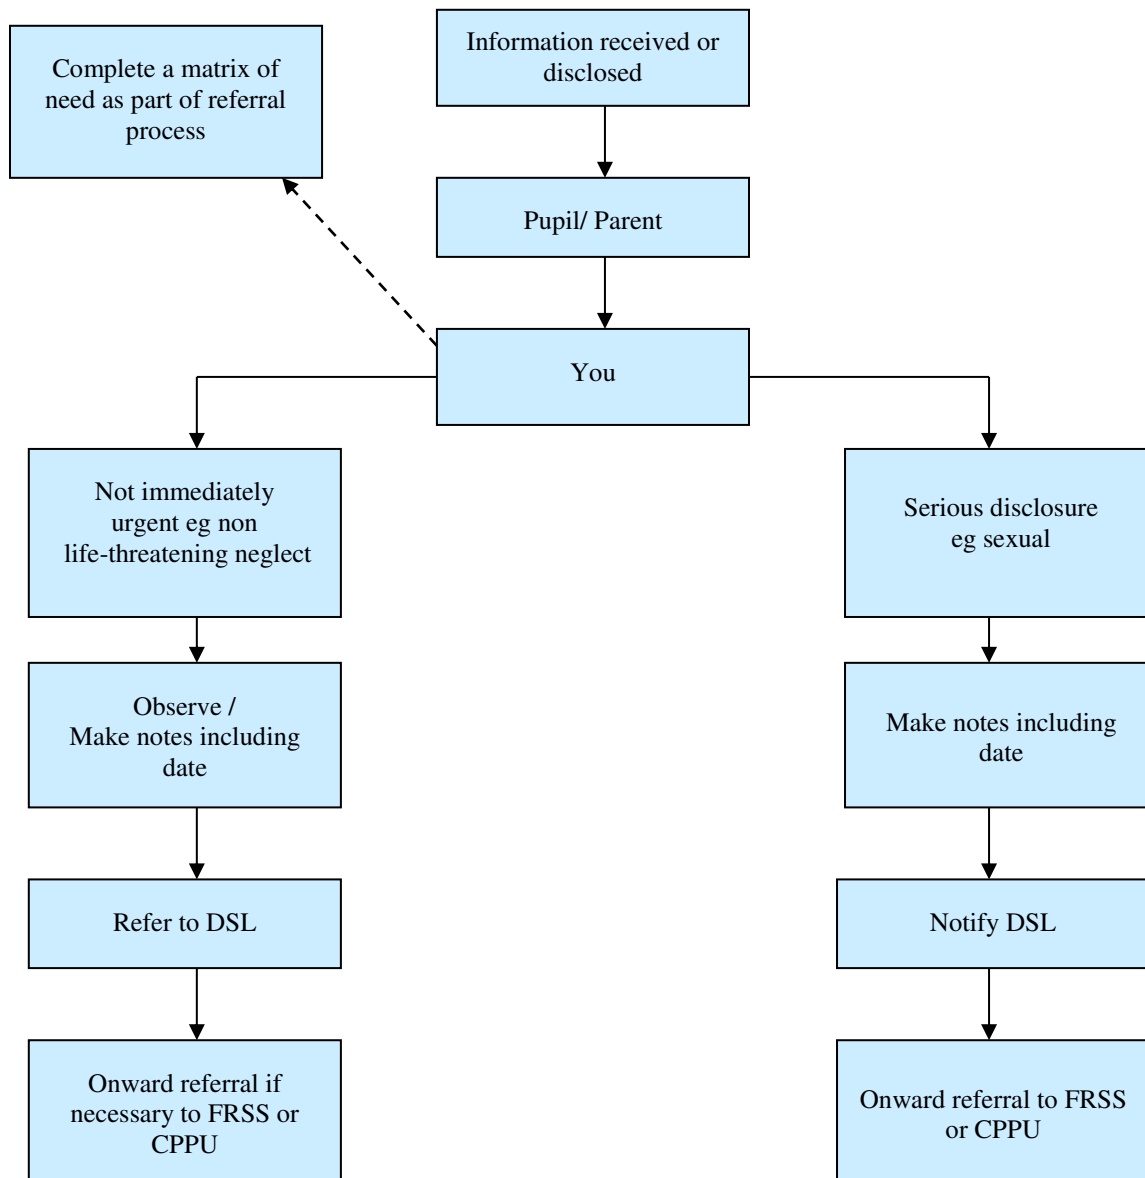 Complete a matrix of
need as part of referral
process
Information received or
disclosed
Pupil/ Parent
You
Not immediately
urgent eg non
life-threatening neglect
Serious disclosure
eg sexual
Observe /
Make notes including
date
Make notes including
date
Refer to DSL
Notify DSL
Onward referral if
necessary to FRSS or
CPPU
Onward referral to FRSS
or CPPU